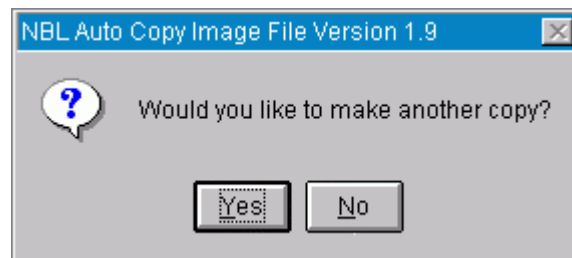 NBL Auto Copy Image File Version 1.9
?
Would you like to make another copy?
Yes No